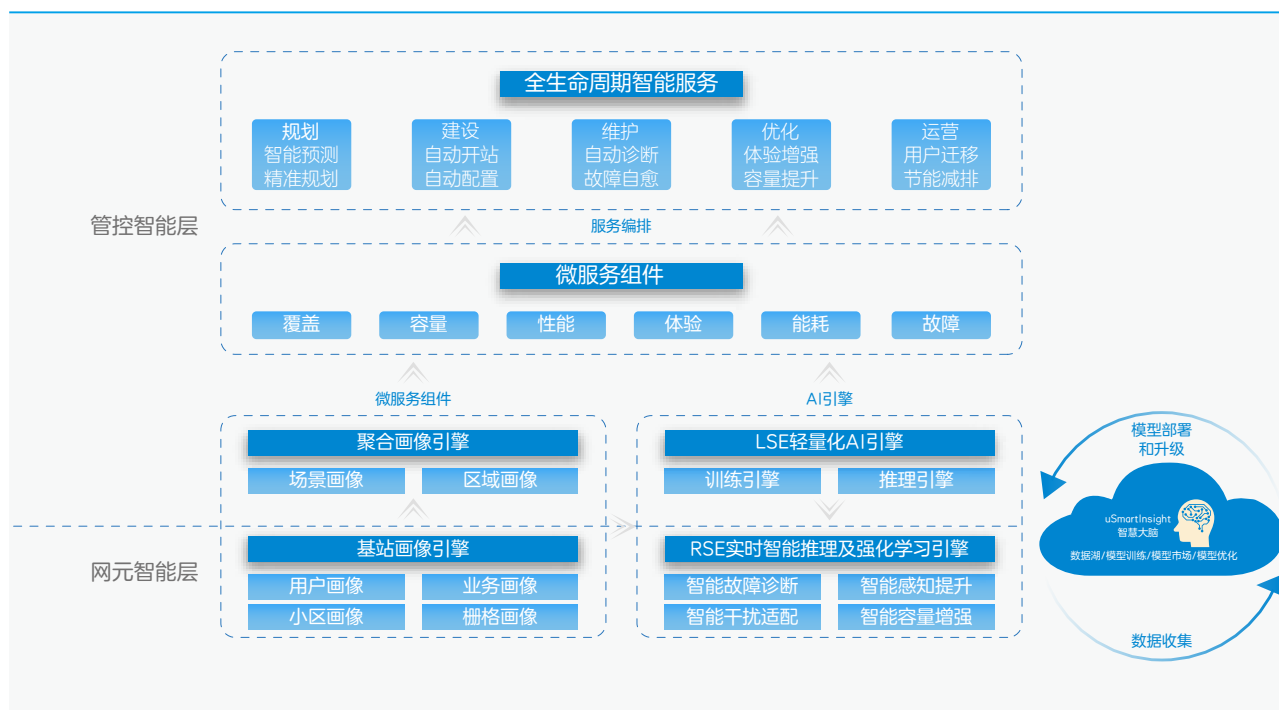 全生命周期智能服务
规划
智能预测
精准规划
建设
自动开站
自动配置
维护
自动诊断
故障自愈
优化
体验增强
容量提升
运营
用户迁移
节能减排
管控智能层
服务编排
微服务组件
覆盖
容量
性能
体验
能耗
故障
微服务组件
AI引擎
聚合画像引擎
场景画像
区域画像
LSE轻量化AI引擎
训练引擎
推理引擎
网元智能层
基站画像引擎
用户画像
业务画像
小区画像
栅格画像
RSE实时智能推理及强化学习引擎
智能故障诊断
智能感知提升
智能干扰适配
智能容量增强
模型部署
和升级
uSmartInsight
智慧大脑
数据湖/模型训练/模型市场/模型优化
数据收集